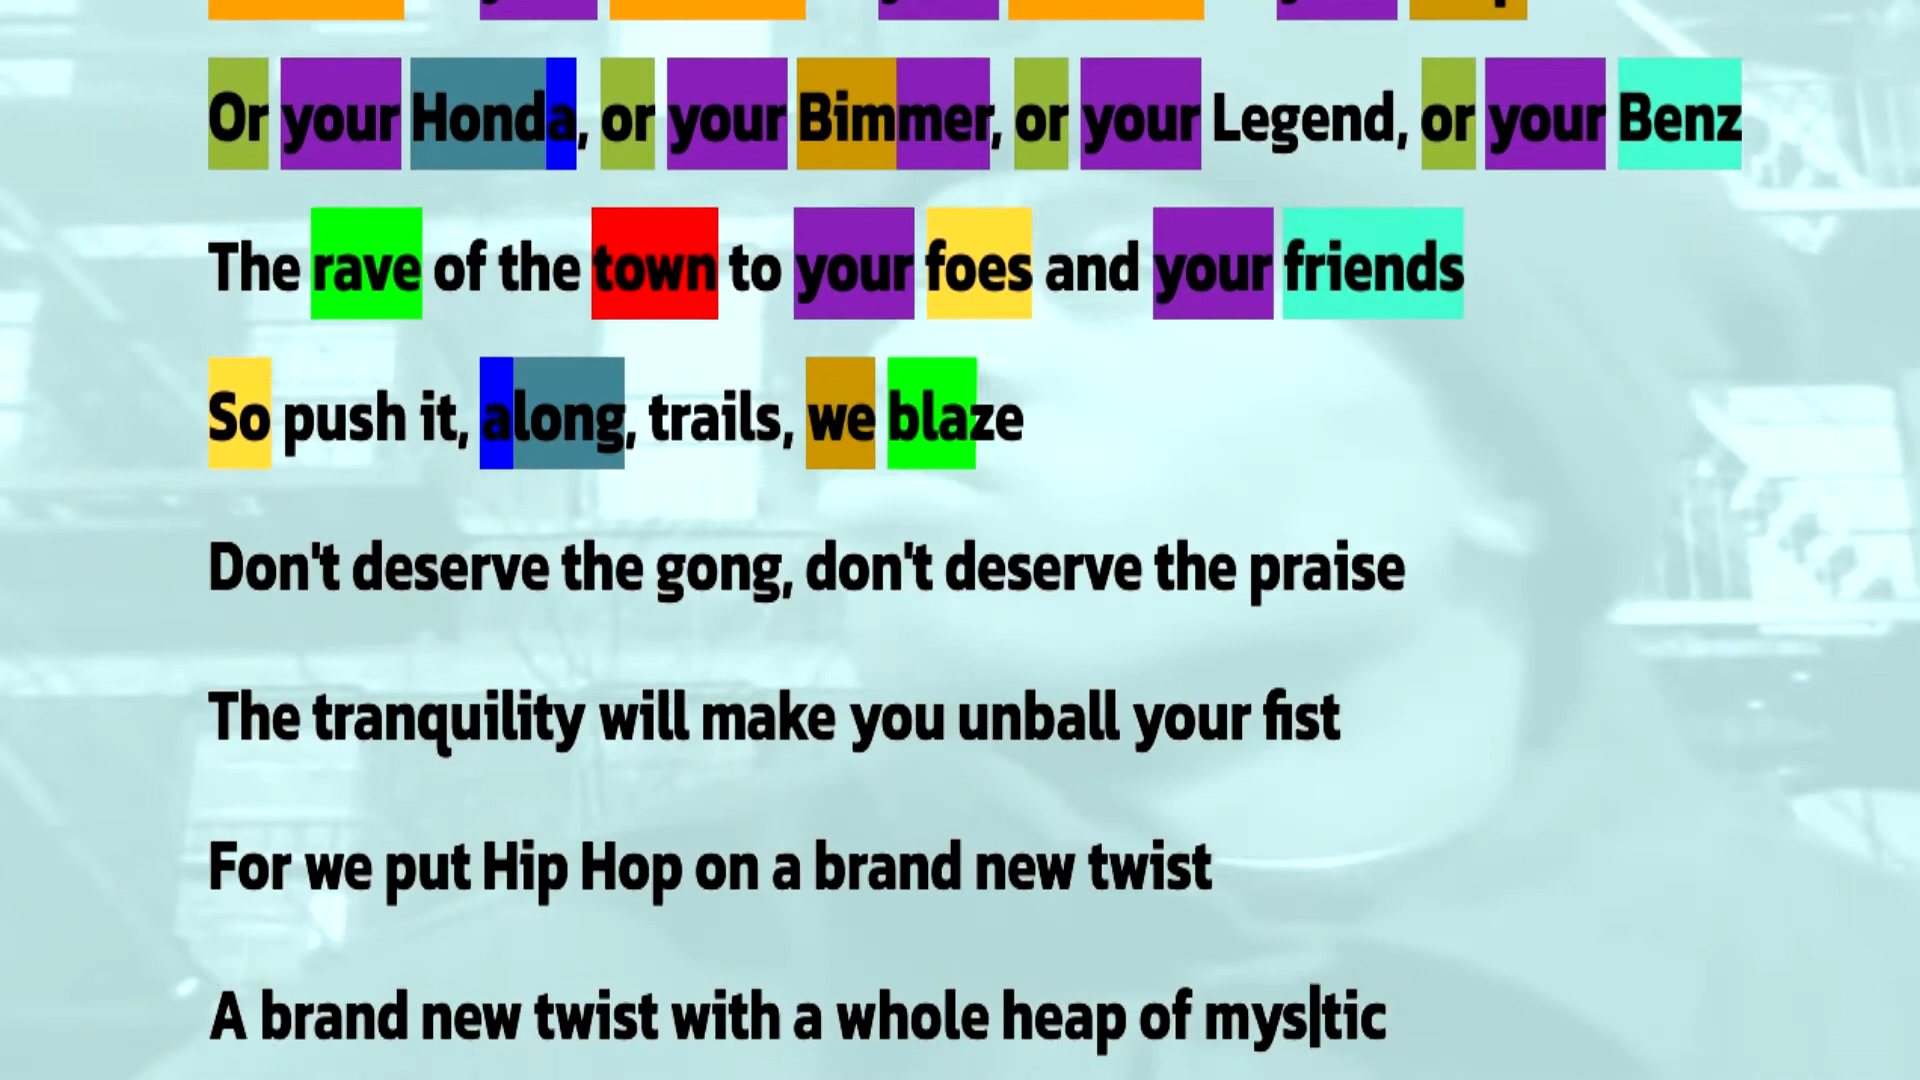 Or your Honda, or your Bimmer, or your Legend, or your Benz
The rave of the town to your foes and your friends
So push it, along, trails, we blaze
Don't deserve the gong, don't deserve the praise
The tranquility will make you unball your fist
For we put Hip Hop on a brand new twist
A brand new twist with a whole heap of mystic